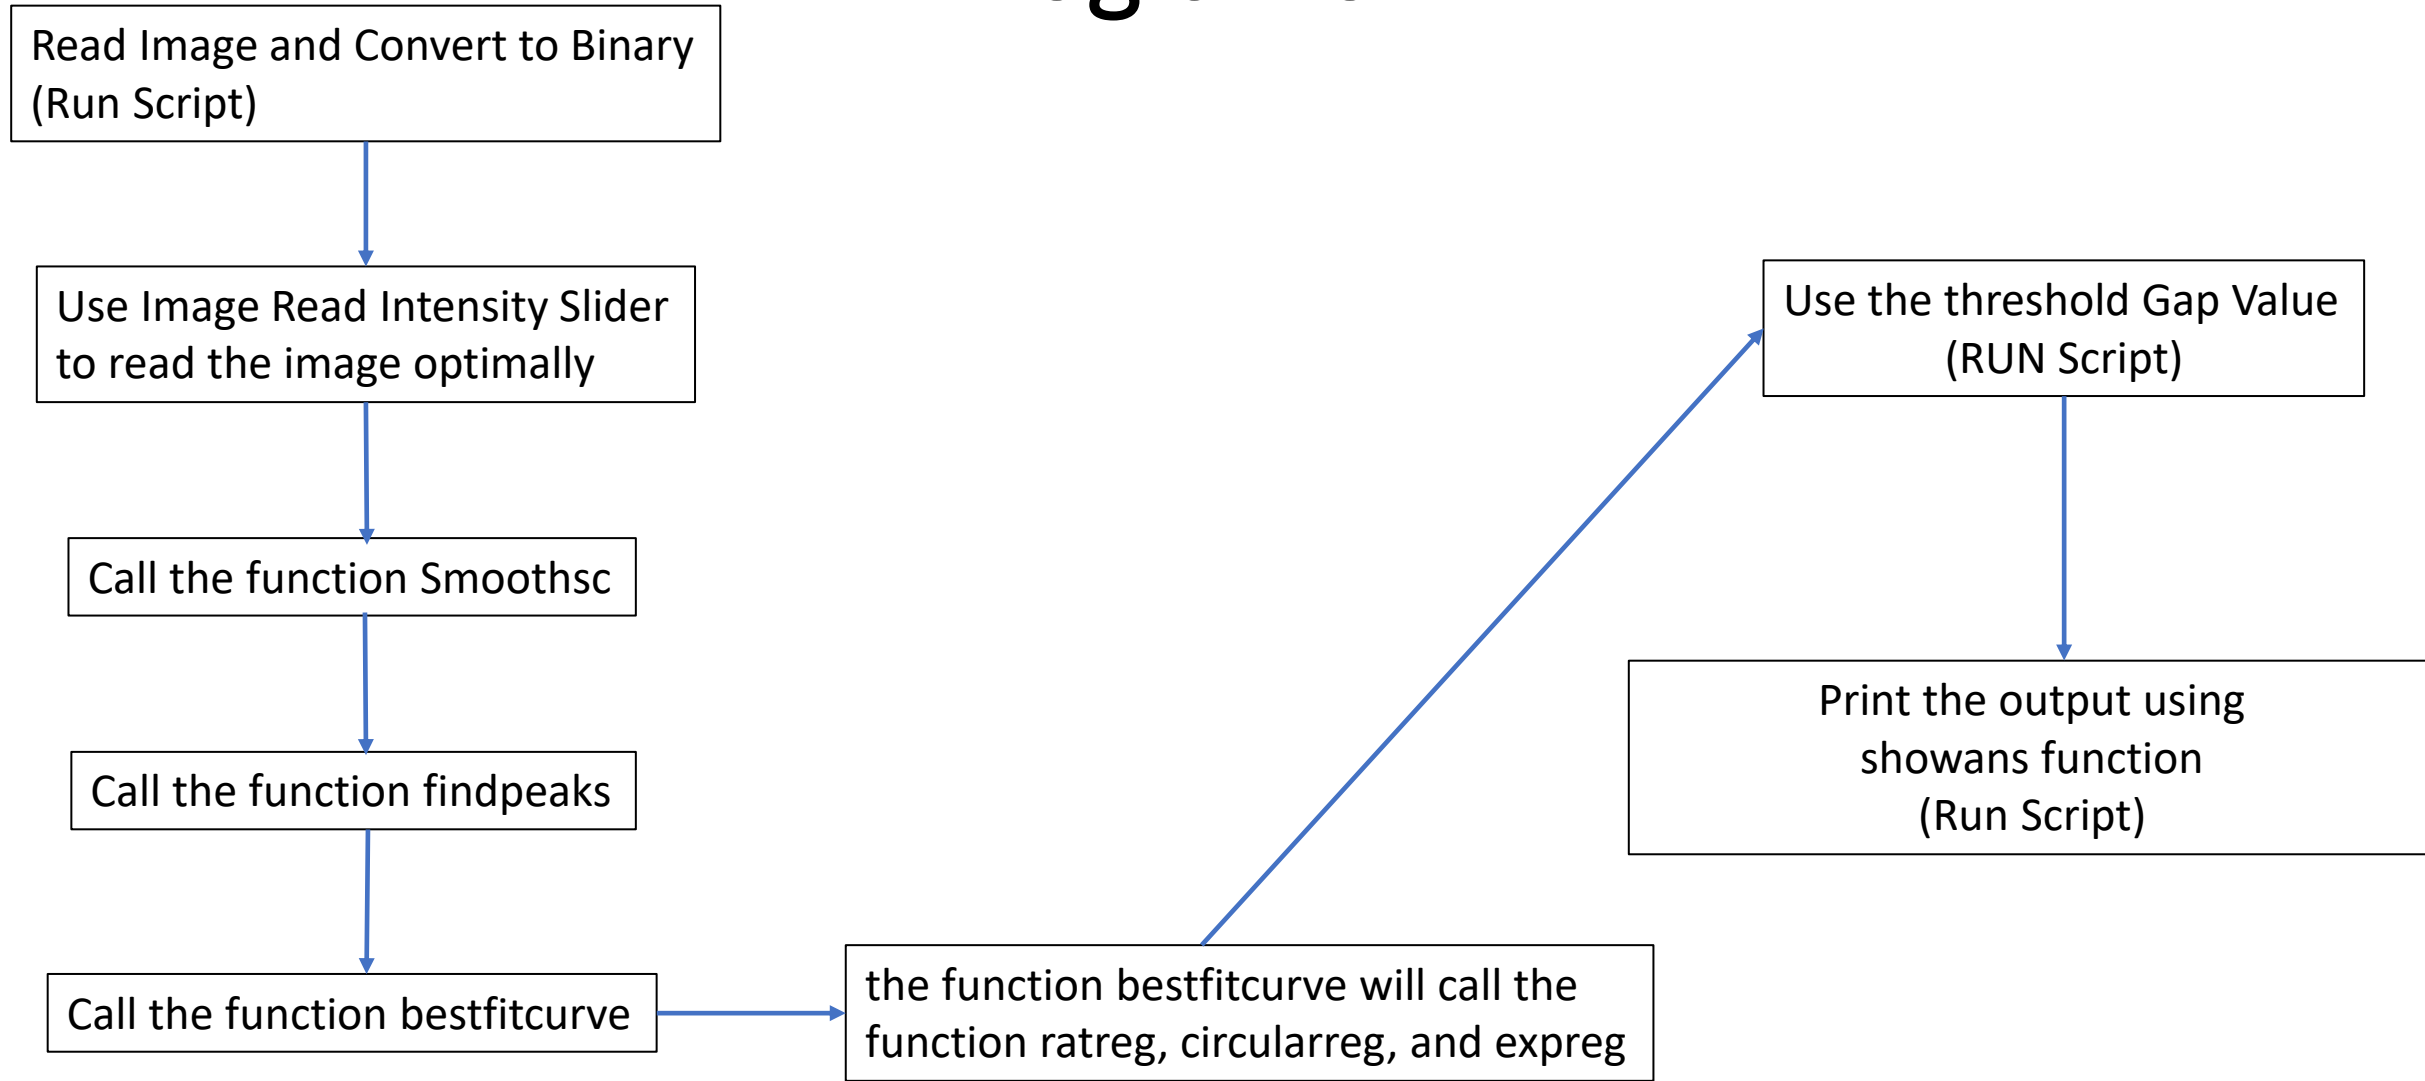 Read Image and Convert to Binary
(Run Script)
Use Image Read Intensity Slider
to read the image optimally
Call the function Smoothsc
Call the function findpeaks
Call the function bestfitcurve
the function bestfitcurve will call the
function ratreg, circularreg, and expreg
Use the threshold Gap Value
(RUN Script)
Print the output using
showans function
(Run Script)